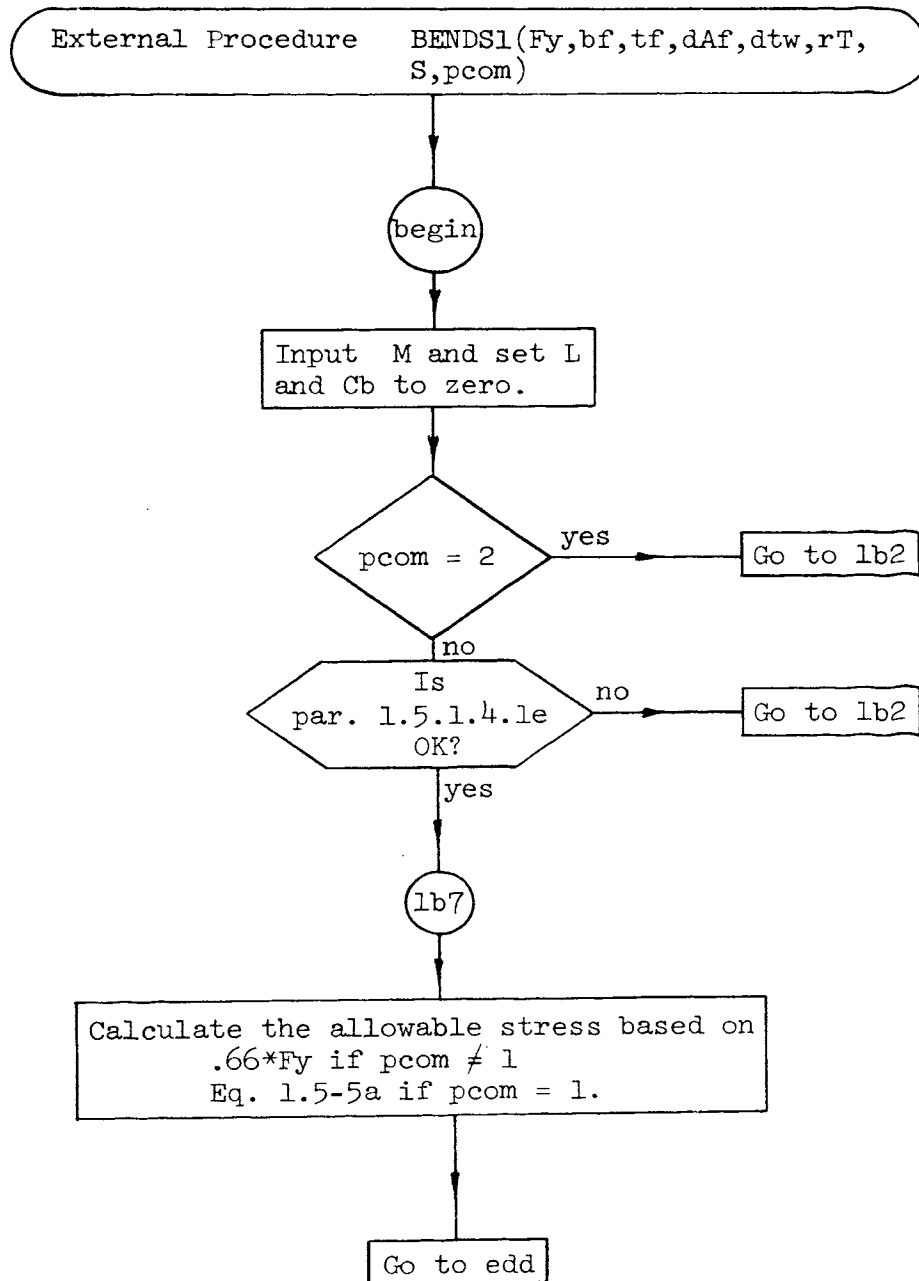 External Procedure BENDS1(Fy,bf,tf,dAf,dtw,rT,
S,pcom)
begin
Input M and set L
and Cb to zero.
pcom = 2
yes
Go to lb2
no
Is
par. 1.5.1.4.1e
OK?
no
Go to lb2
yes
lb7
Calculate the allowable stress based on
.66*Fy if pcom ≠ 1
Eq. 1.5-5a if pcom = 1.
Go to edd